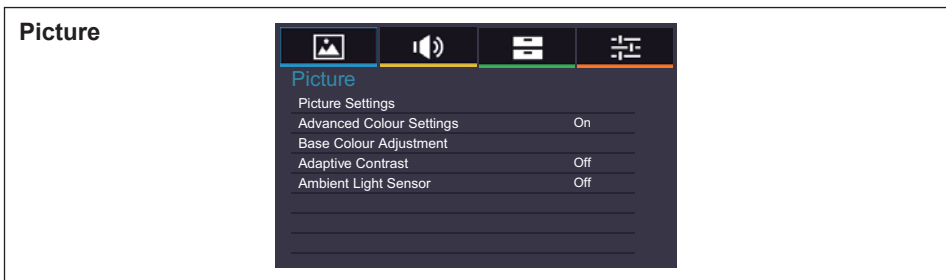 Picture
Picture
Picture Settings
Advanced Colour Settings On
Base Colour Adjustment
Adaptive Contrast Off
Ambient Light Sensor Off